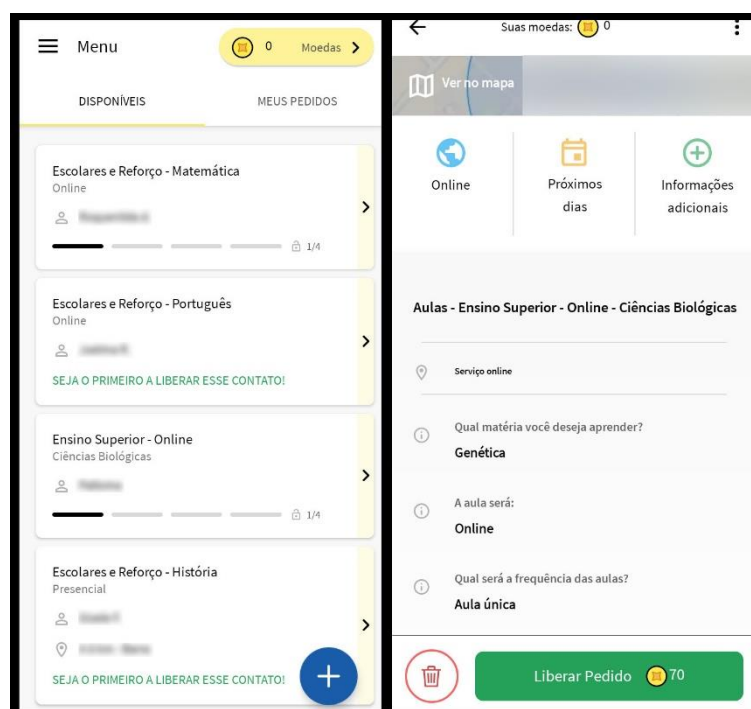 Menu
0 Moedas
DISPONÍVEIS
MEUS PEDIDOS
Escolares e Reforço - Matemática
Online
1/4
Escolares e Reforço - Português
Online
SEJA O PRIMEIRO A LIBERAR ESSE CONTATO!
Ensino Superior - Online
Ciências Biológicas
1/4
Escolares e Reforço - História
Presencial
SEJA O PRIMEIRO A LIBERAR ESSE CONTATO!
Suas moedas: 0
Ver no mapa
Online
Próximos
dias
Informações
adicionais
Aulas - Ensino Superior - Online - Ciências Biológicas
Serviço online
Qual matéria você deseja aprender?
Genética
A aula será:
Online
Qual será a frequência das aulas?
Aula única
Liberar Pedido 70